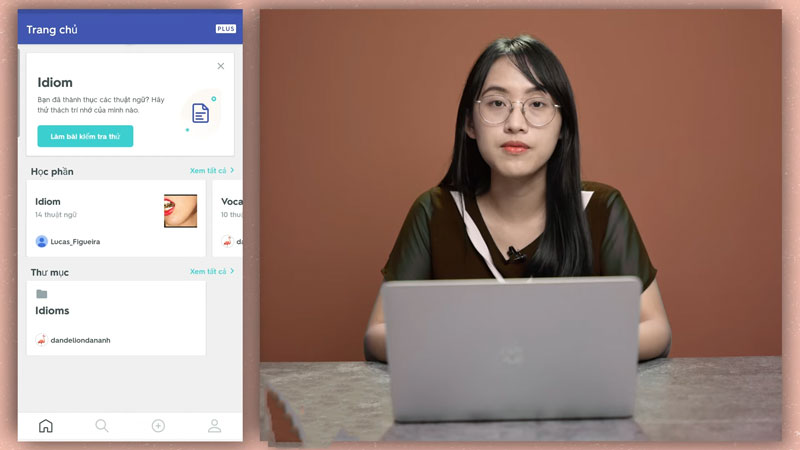 Trang chủ
PLUS
Idiom
Bạn đã thành thục các thuật ngữ? Hãy
thử thách trí nhớ của mình nào.
Làm bài kiểm tra thử
Học phần
Xem tất cả
Idiom
14 thuật ngữ
Lucas_Figueira
Voca
10 thu
da
Thư mục
Xem tất cả
Idioms
dandeliondananh